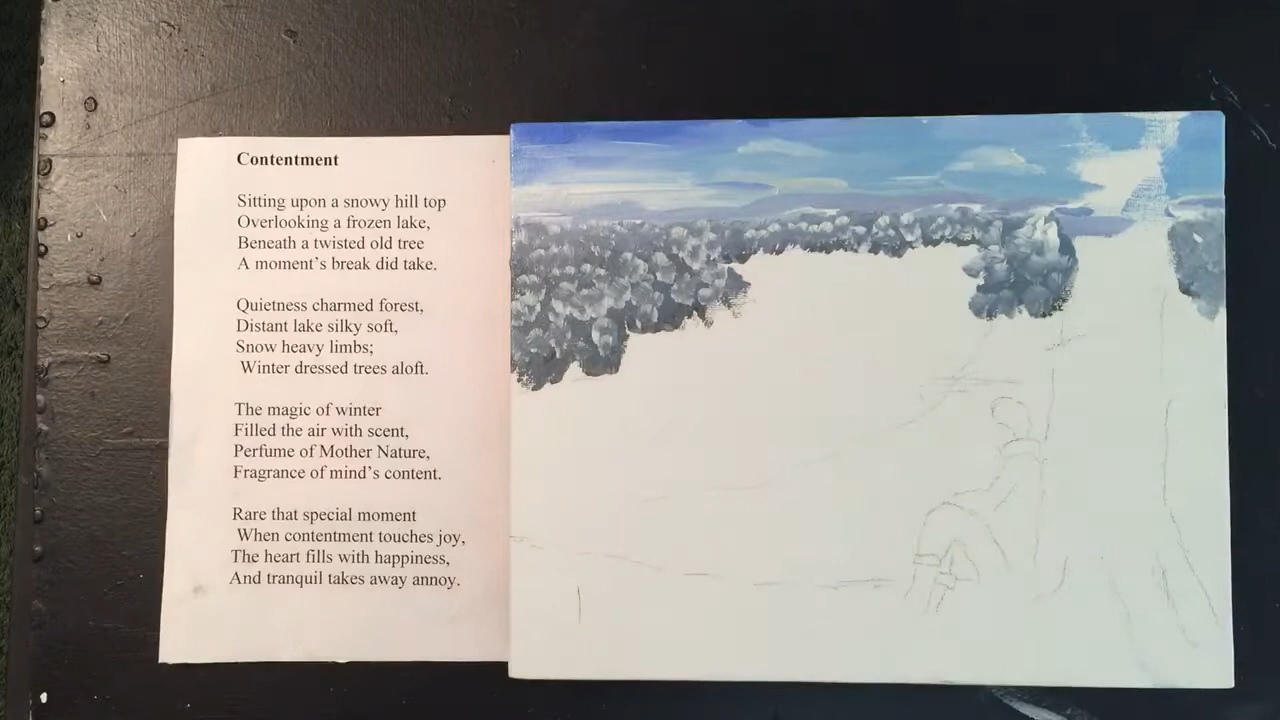 Contentment
Sitting upon a snowy hill top
Overlooking a frozen lake,
Beneath a twisted old tree
A moment's break did take.
Quietness charmed forest,
Distant lake silky soft,
Snow heavy limbs;
Winter dressed trees aloft.
The magic of winter
Filled the air with scent,
Perfume of Mother Nature,
Fragrance of mind's content.
Rare that special moment
When contentment touches joy,
The heart fills with happiness,
And tranquil takes away annoy.